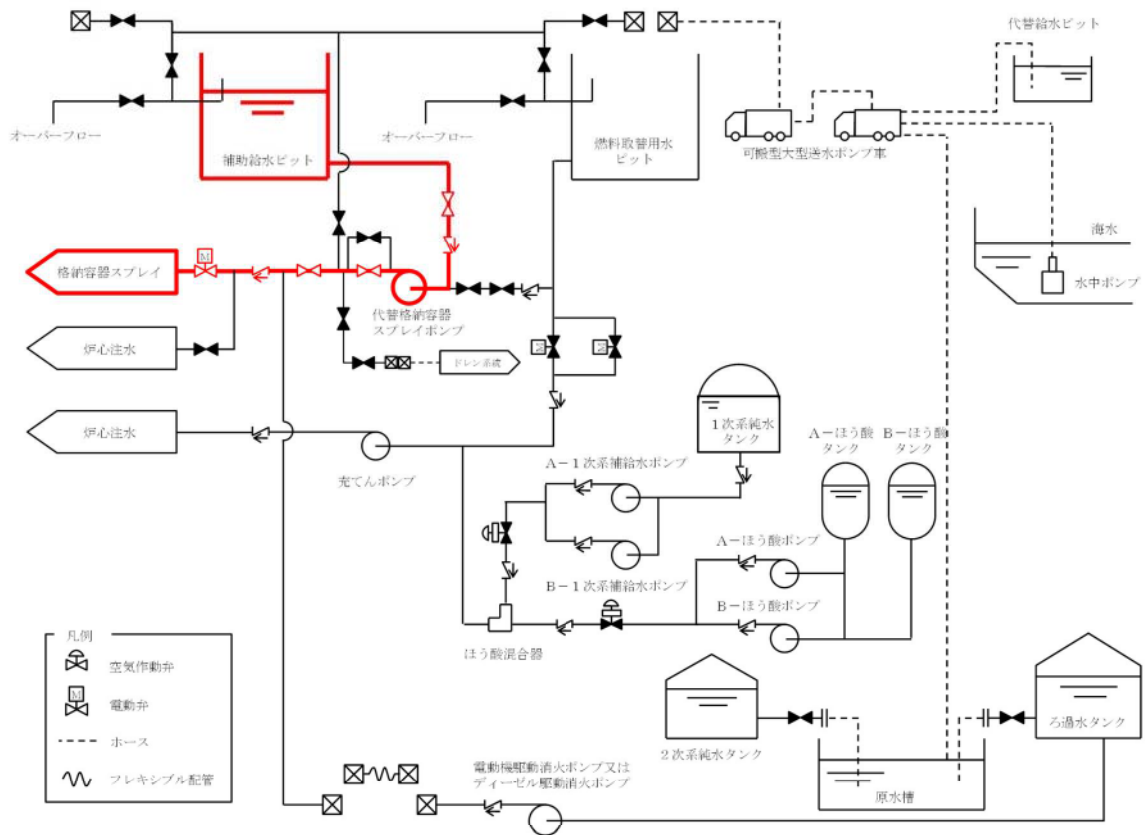 代替給水ピット
オーバーフロー
オーバーフロー
補助給水ピット
燃料取替用水
ピット
可搬型大型送水ポンプ車
海水
水中ポンプ
M
格納容器スプレイ
代替格納容器
スプレイポンプ
炉心注水
ドレン系統
M
M
炉心注水
充てんポンプ
1次系純水
タンク
A-ほう酸
タンク
B-ほう酸
タンク
A-1次系補給水ポンプ
B-1次系補給水ポンプ
A-ほう酸ポンプ
B-ほう酸ポンプ
ほう酸混合器
凡例
空気作動弁
M
電動弁
ホース
フレキシブル配管
2次系純水タンク
ろ過水タンク
原水槽
電動機駆動消火ポンプ又は
ディーゼル駆動消火ポンプ